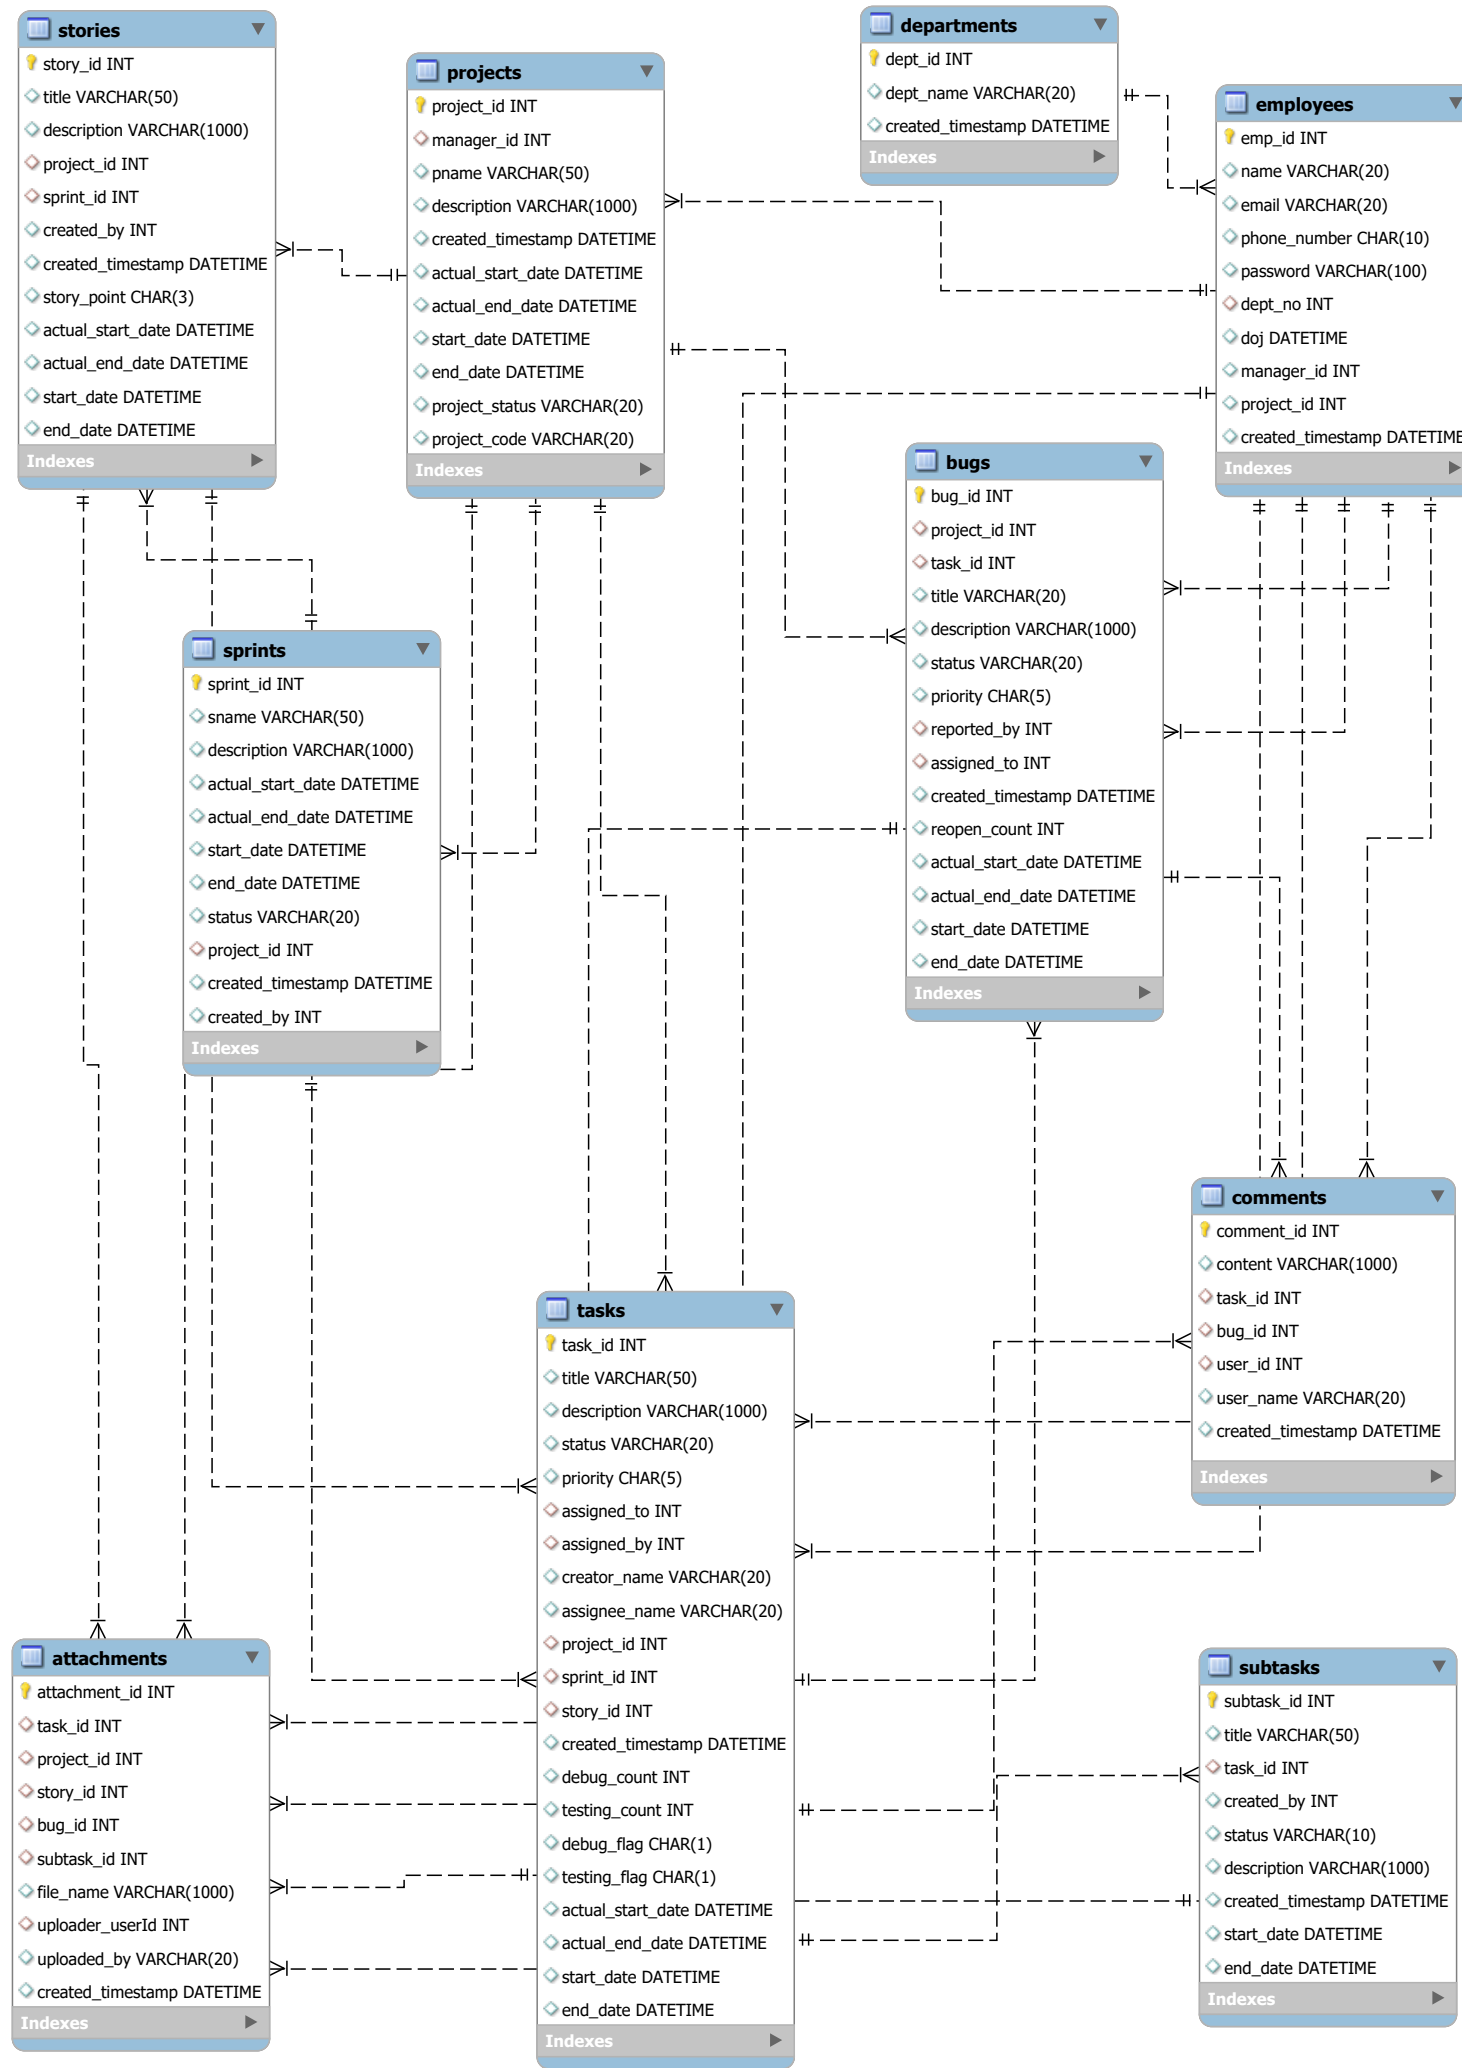 stories
story_id INT
title VARCHAR(50)
description VARCHAR(1000)
project_id INT
sprint_id INT
created_by INT
created_timestamp DATETIME
story_point CHAR(3)
actual_start_date DATETIME
actual_end_date DATETIME
start_date DATETIME
end_date DATETIME
Indexes
projects
project_id INT
manager_id INT
pname VARCHAR(50)
description VARCHAR(1000)
created_timestamp DATETIME
actual_start_date DATETIME
actual_end_date DATETIME
start_date DATETIME
end_date DATETIME
project_status VARCHAR(20)
project_code VARCHAR(20)
Indexes
departments
dept_id INT
dept_name VARCHAR(20)
created_timestamp DATETIME
Indexes
employees
emp_id INT
name VARCHAR(20)
email VARCHAR(20)
phone_number CHAR(10)
password VARCHAR(100)
dept_no INT
doj DATETIME
manager_id INT
project_id INT
created_timestamp DATETIME
Indexes
bugs
bug_id INT
project_id INT
task_id INT
title VARCHAR(20)
description VARCHAR(1000)
status VARCHAR(20)
priority CHAR(5)
reported_by INT
assigned_to INT
created_timestamp DATETIME
reopen_count INT
actual_start_date DATETIME
actual_end_date DATETIME
start_date DATETIME
end_date DATETIME
Indexes
sprints
sprint_id INT
sname VARCHAR(50)
description VARCHAR(1000)
actual_start_date DATETIME
actual_end_date DATETIME
start_date DATETIME
end_date DATETIME
status VARCHAR(20)
project_id INT
created_timestamp DATETIME
created_by INT
Indexes
comments
comment_id INT
content VARCHAR(1000)
task_id INT
bug_id INT
user_id INT
user_name VARCHAR(20)
created_timestamp DATETIME
Indexes
tasks
task_id INT
title VARCHAR(50)
description VARCHAR(1000)
status VARCHAR(20)
priority CHAR(5)
assigned_to INT
assigned_by INT
creator_name VARCHAR(20)
assignee_name VARCHAR(20)
project_id INT
sprint_id INT
story_id INT
created_timestamp DATETIME
debug_count INT
testing_count INT
debug_flag CHAR(1)
testing_flag CHAR(1)
actual_start_date DATETIME
actual_end_date DATETIME
start_date DATETIME
end_date DATETIME
Indexes
attachments
attachment_id INT
task_id INT
project_id INT
story_id INT
bug_id INT
subtask_id INT
file_name VARCHAR(1000)
uploader_userId INT
uploaded_by VARCHAR(20)
created_timestamp DATETIME
Indexes
subtasks
subtask_id INT
title VARCHAR(50)
task_id INT
created_by INT
status VARCHAR(10)
description VARCHAR(1000)
created_timestamp DATETIME
start_date DATETIME
end_date DATETIME
Indexes